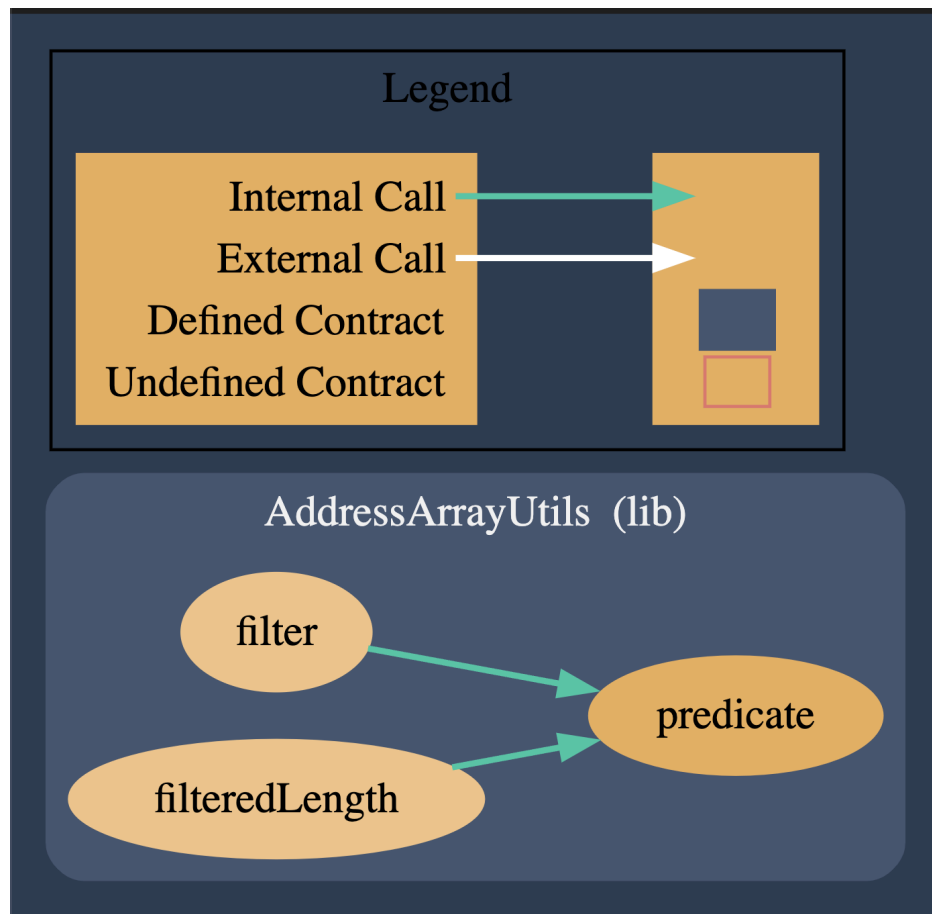 Legend
Internal Call
External Call
Defined Contract
Undefined Contract
AddressArrayUtils (lib)
filter
predicate
filteredLength